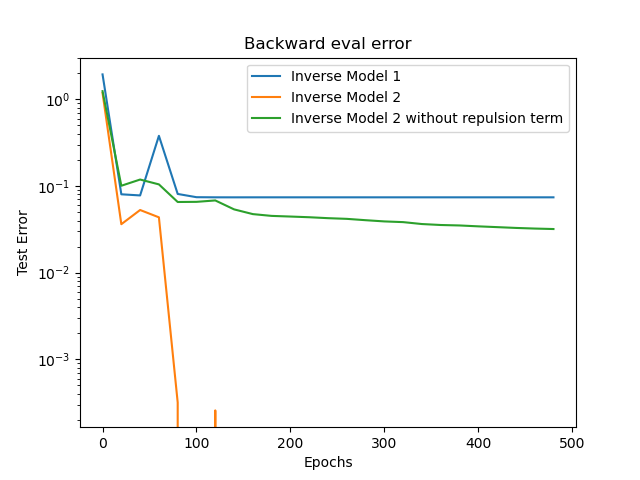 Backward eval error
Inverse Model 1
Inverse Model 2
Inverse Model 2 without repulsion term
10⁰
10⁻¹
10⁻²
10⁻³
Test Error
0 100 200 300 400 500
Epochs